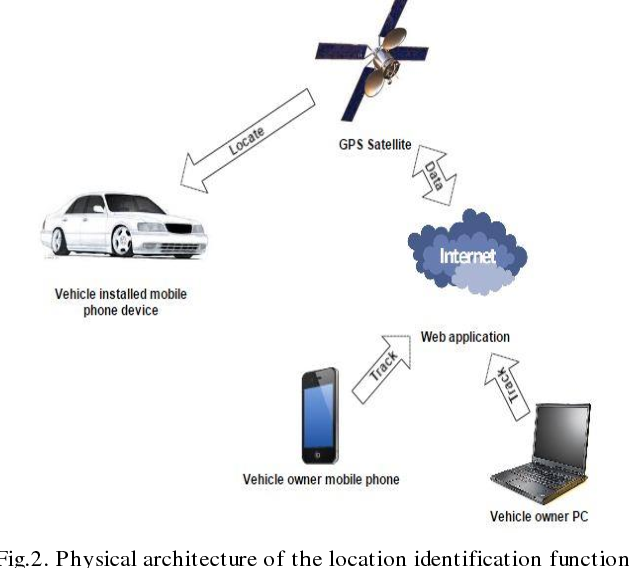 Locate
GPS Satellite
Data
Internet
Vehicle installed mobile
phone device
Web application
Track
Track
Vehicle owner mobile phone
Vehicle owner PC
Fig.2. Physical architecture of the location identification function